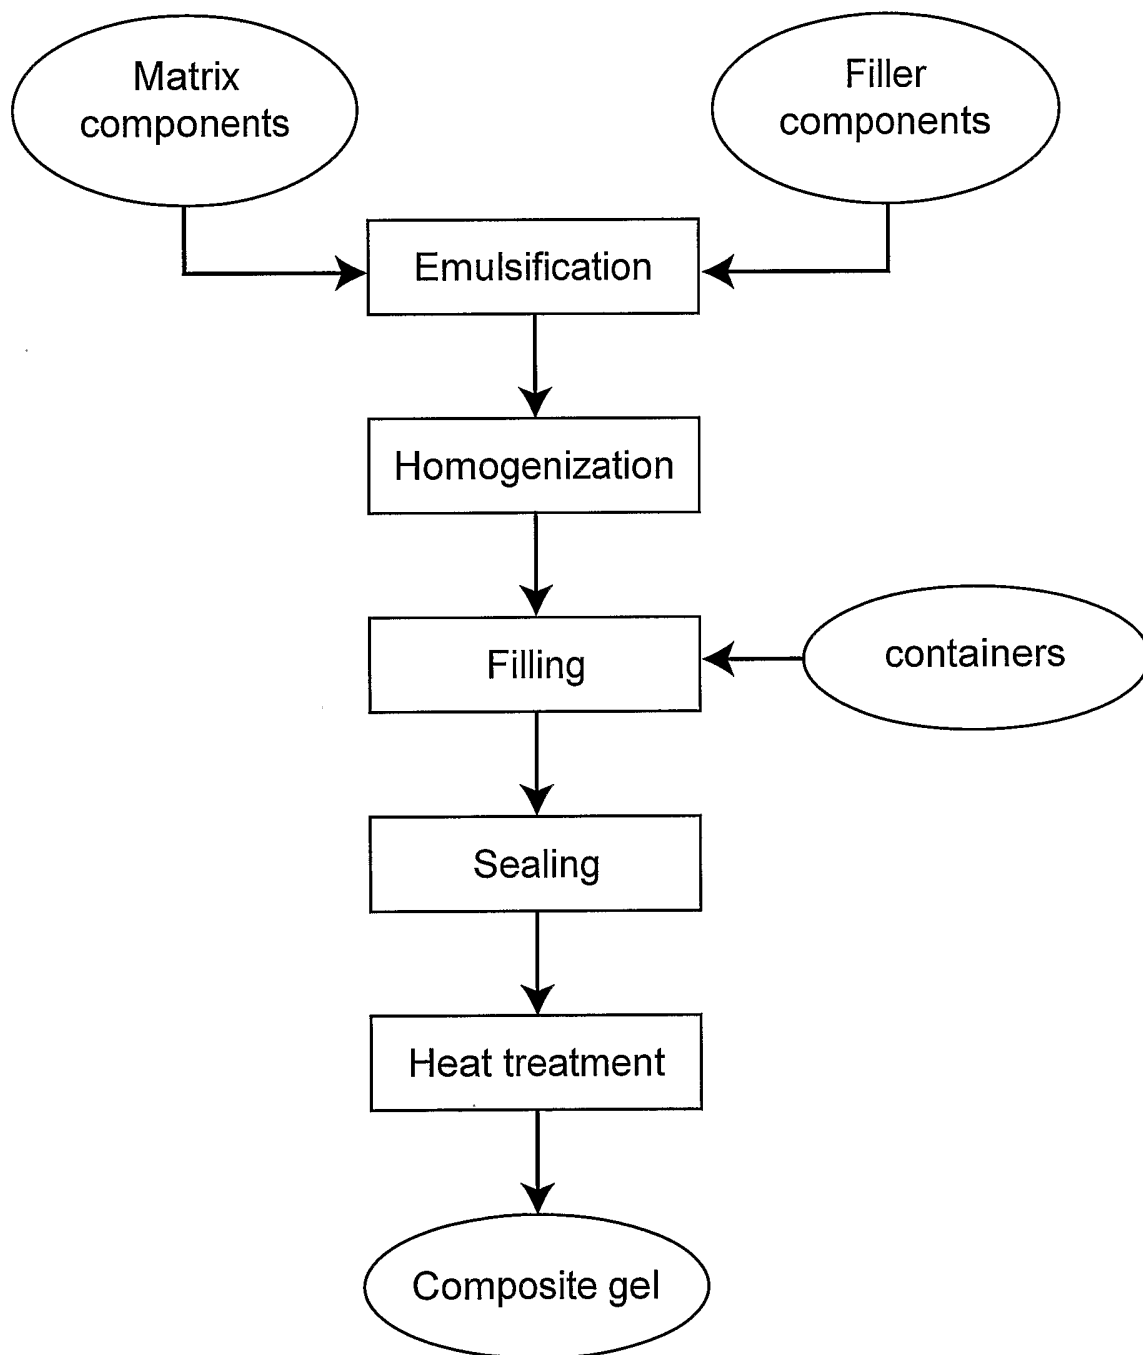 Matrix
components
Filler
components
Emulsification
Homogenization
Filling
containers
Sealing
Heat treatment
Composite gel